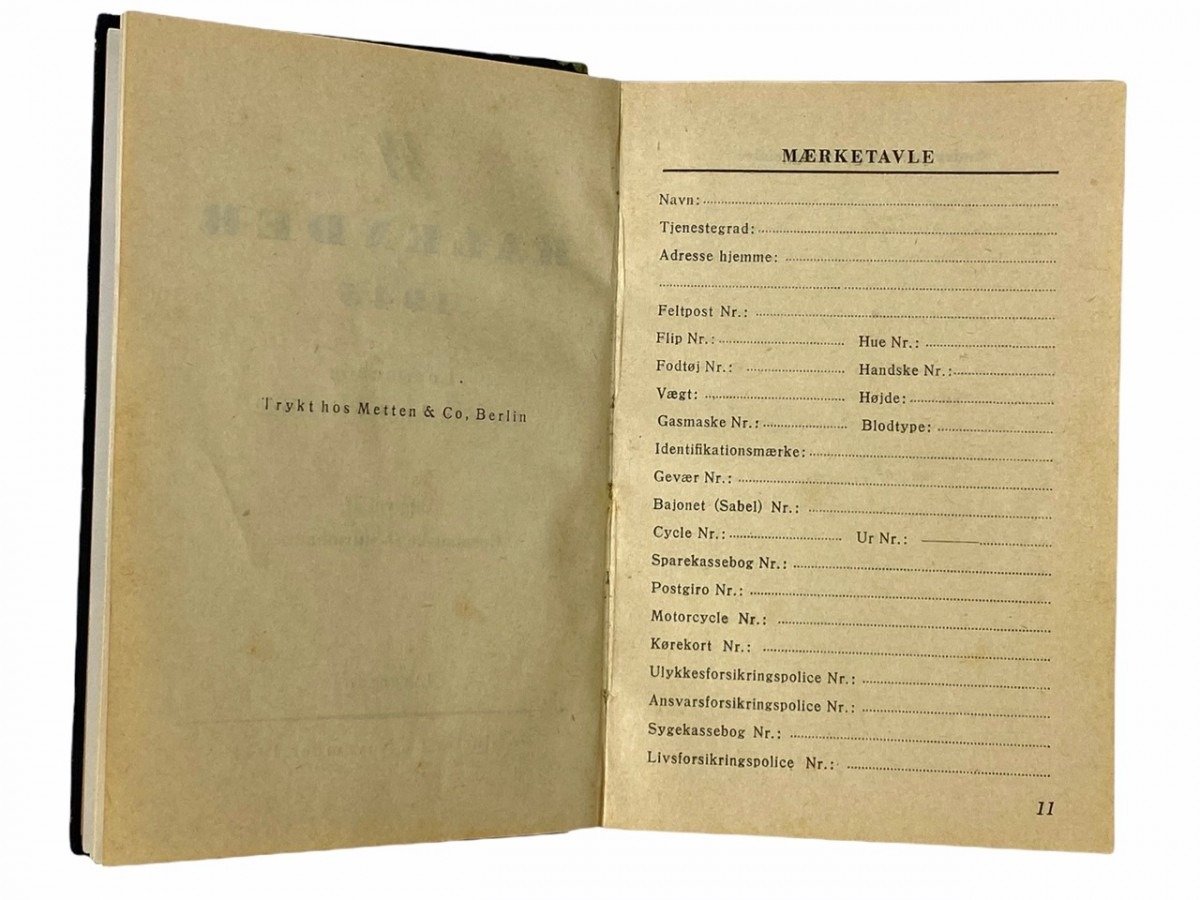 Trykt hos Metten & Co, Berlin
MÆRKETAVLE
Navn:
Tjenestegrad:
Adresse hjemme:
Feltpost Nr.:
Flip Nr.: Hue Nr.:
Fodtøj Nr.: Handske Nr.:
Vægt: Højde:
Gasmaske Nr.: Blodtype:
Identifikationsmærke:
Gevær Nr.:
Bajonet (Sabel) Nr.:
Cycle Nr.: Ur Nr.:
Sparekassebog Nr.:
Postgiro Nr.:
Motorcycle Nr.:
Kørekort Nr.:
Ulykkesforsikringspolice Nr.:
Ansvarsforsikringspolice Nr.:
Sygekassebog Nr.:
Livsforsikringspolice Nr.:
11